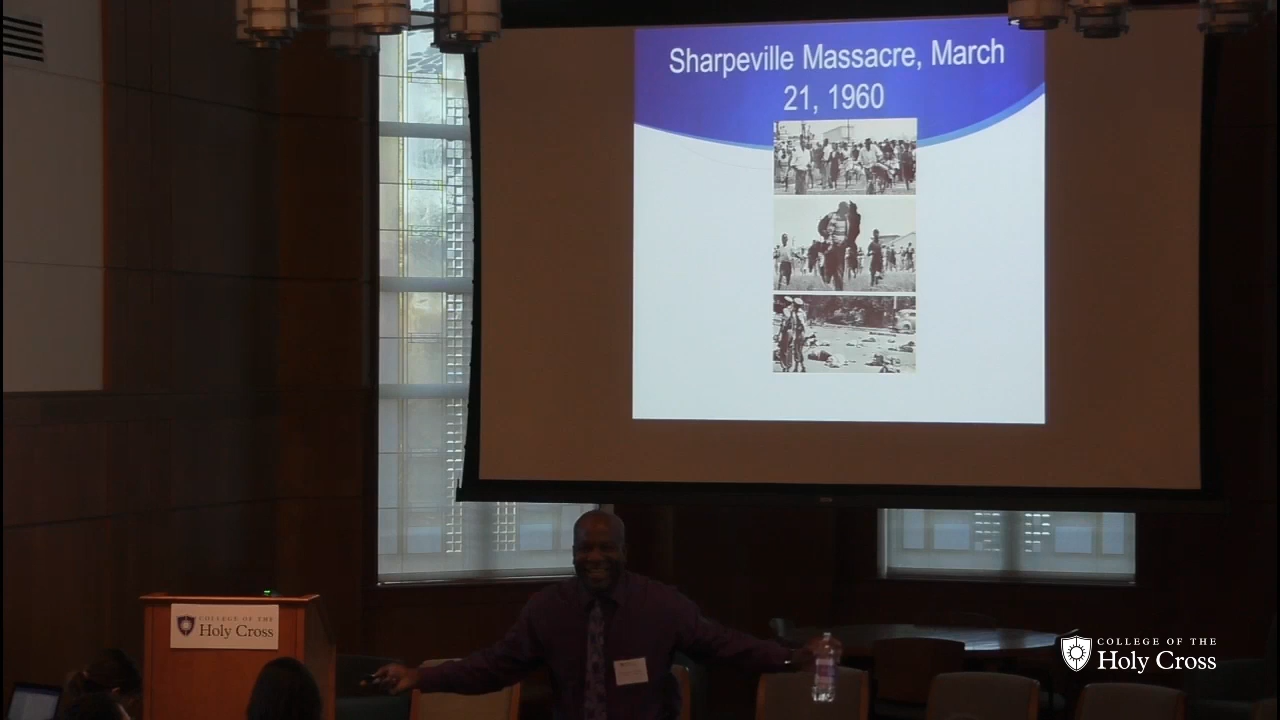 Sharpeville Massacre, March
21, 1960
COLLEGE OF THE
Holy Cross
COLLEGE OF THE
Holy Cross